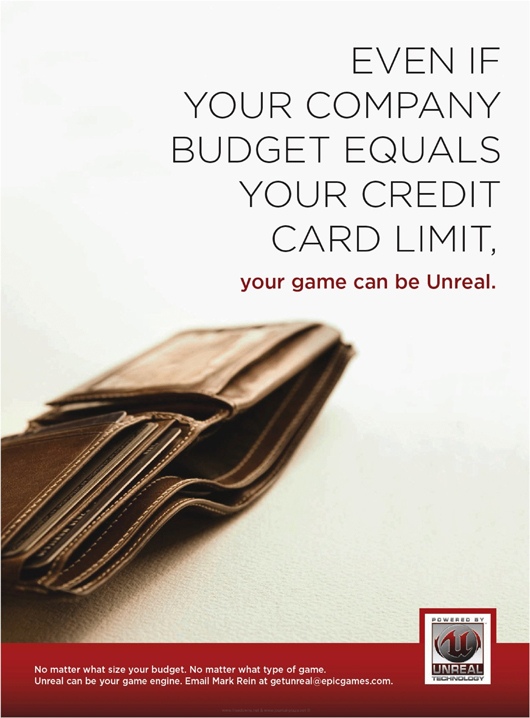 EVEN IF
YOUR COMPANY
BUDGET EQUALS
YOUR CREDIT
CARD LIMIT,
your game can be Unreal.
No matter what size your budget. No matter what type of game.
Unreal can be your game engine. Email Mark Rein at getunreal@epicgames.com.
POWERED BY
UNREAL
TECHNOLOGY